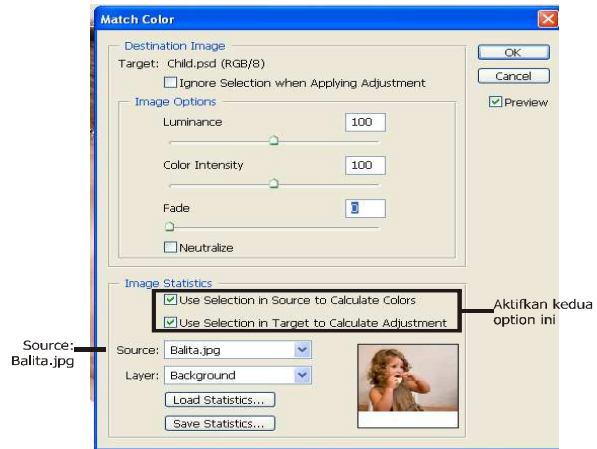 Match Color
Destination Image
Target: Child.psd (RGB/8)
Ignore Selection when Applying Adjustment
Image Options
Luminance 100
Color Intensity 100
Fade 0
Neutralize
OK
Cancel
Preview
Image Statistics
Use Selection in Source to Calculate Colors
Use Selection in Target to Calculate Adjustment
Source: Balita.jpg
Layer: Background
Load Statistics...
Save Statistics...
Source:
Balita.jpg
Aktifkan kedua
option ini